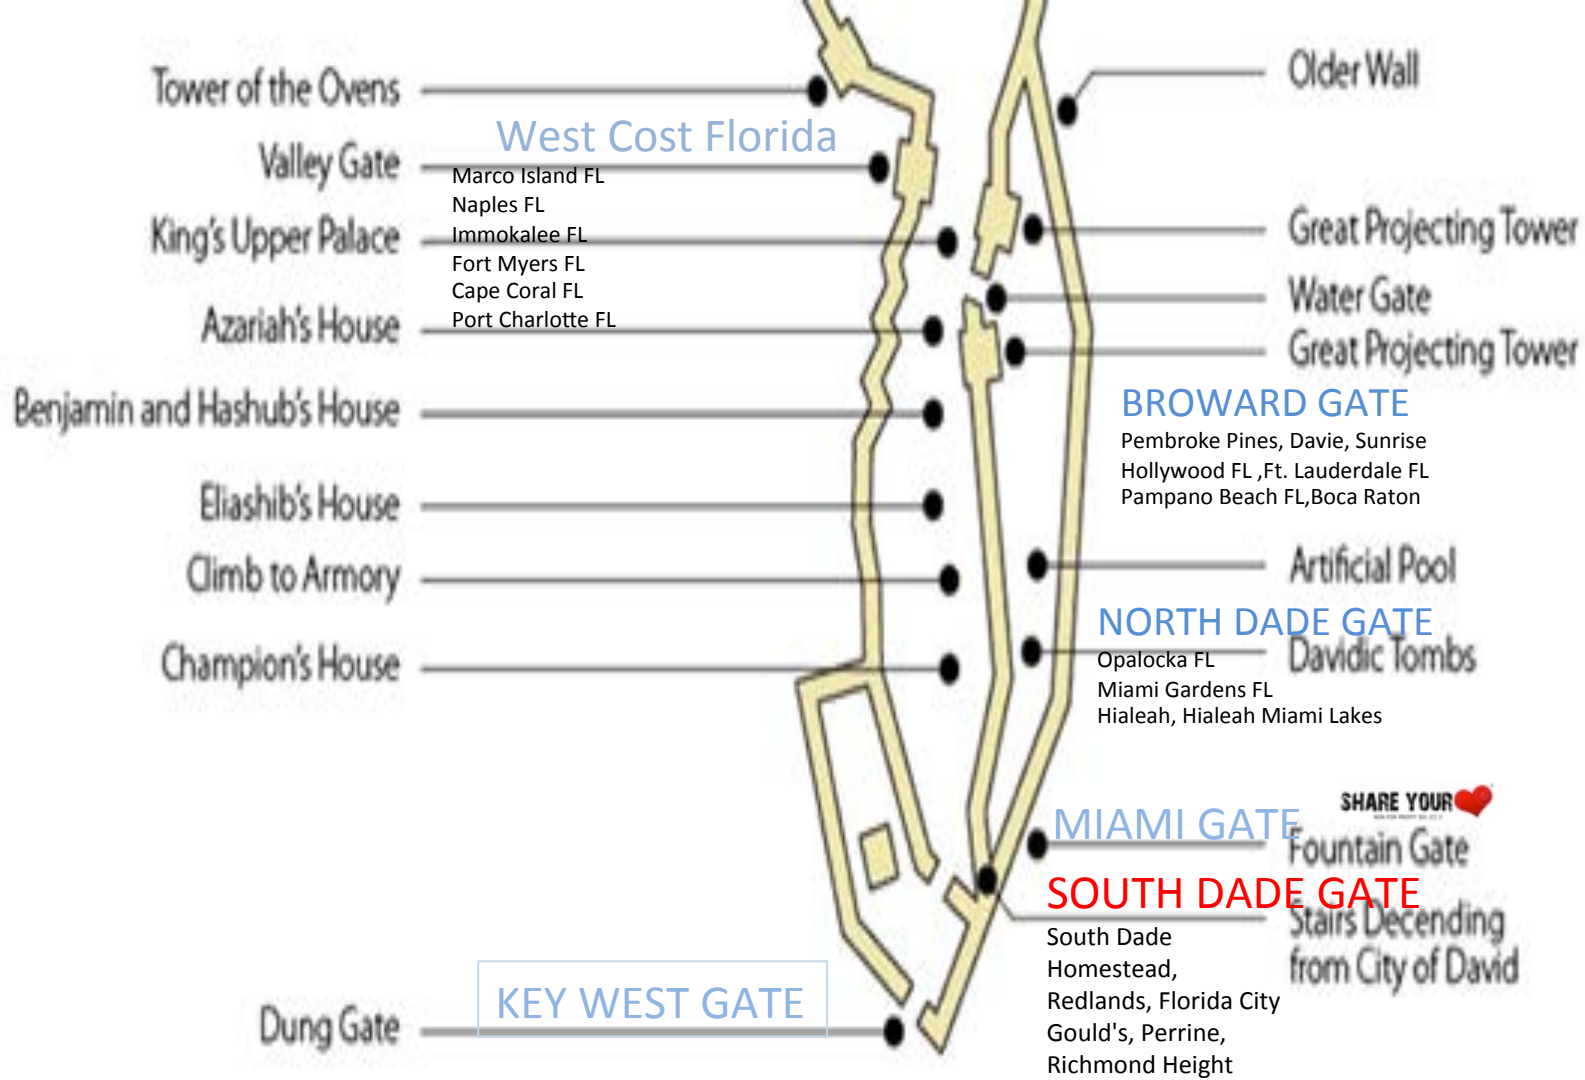 Tower of the Ovens
Older Wall
West Cost Florida
Valley Gate
Marco Island FL
Naples FL
King's Upper Palace
Immokalee FL
Great Projecting Tower
Fort Myers FL
Cape Coral FL
Water Gate
Azariah's House
Port Charlotte FL
Great Projecting Tower
Benjamin and Hashub's House
BROWARD GATE
Pembroke Pines, Davie, Sunrise
Hollywood FL ,Ft. Lauderdale FL
Pampano Beach FL,Boca Raton
Eliashib's House
Climb to Armory
Artificial Pool
NORTH DADE GATE
Champion's House
Davidic Tombs
Opalocka FL
Miami Gardens FL
Hialeah, Hialeah Miami Lakes
SHARE YOUR
MIAMI GATE
Fountain Gate
SOUTH DADE GATE
Stairs Decending
from City of David
South Dade
Homestead,
Redlands, Florida City
Gould's, Perrine,
Richmond Height
KEY WEST GATE
Dung Gate